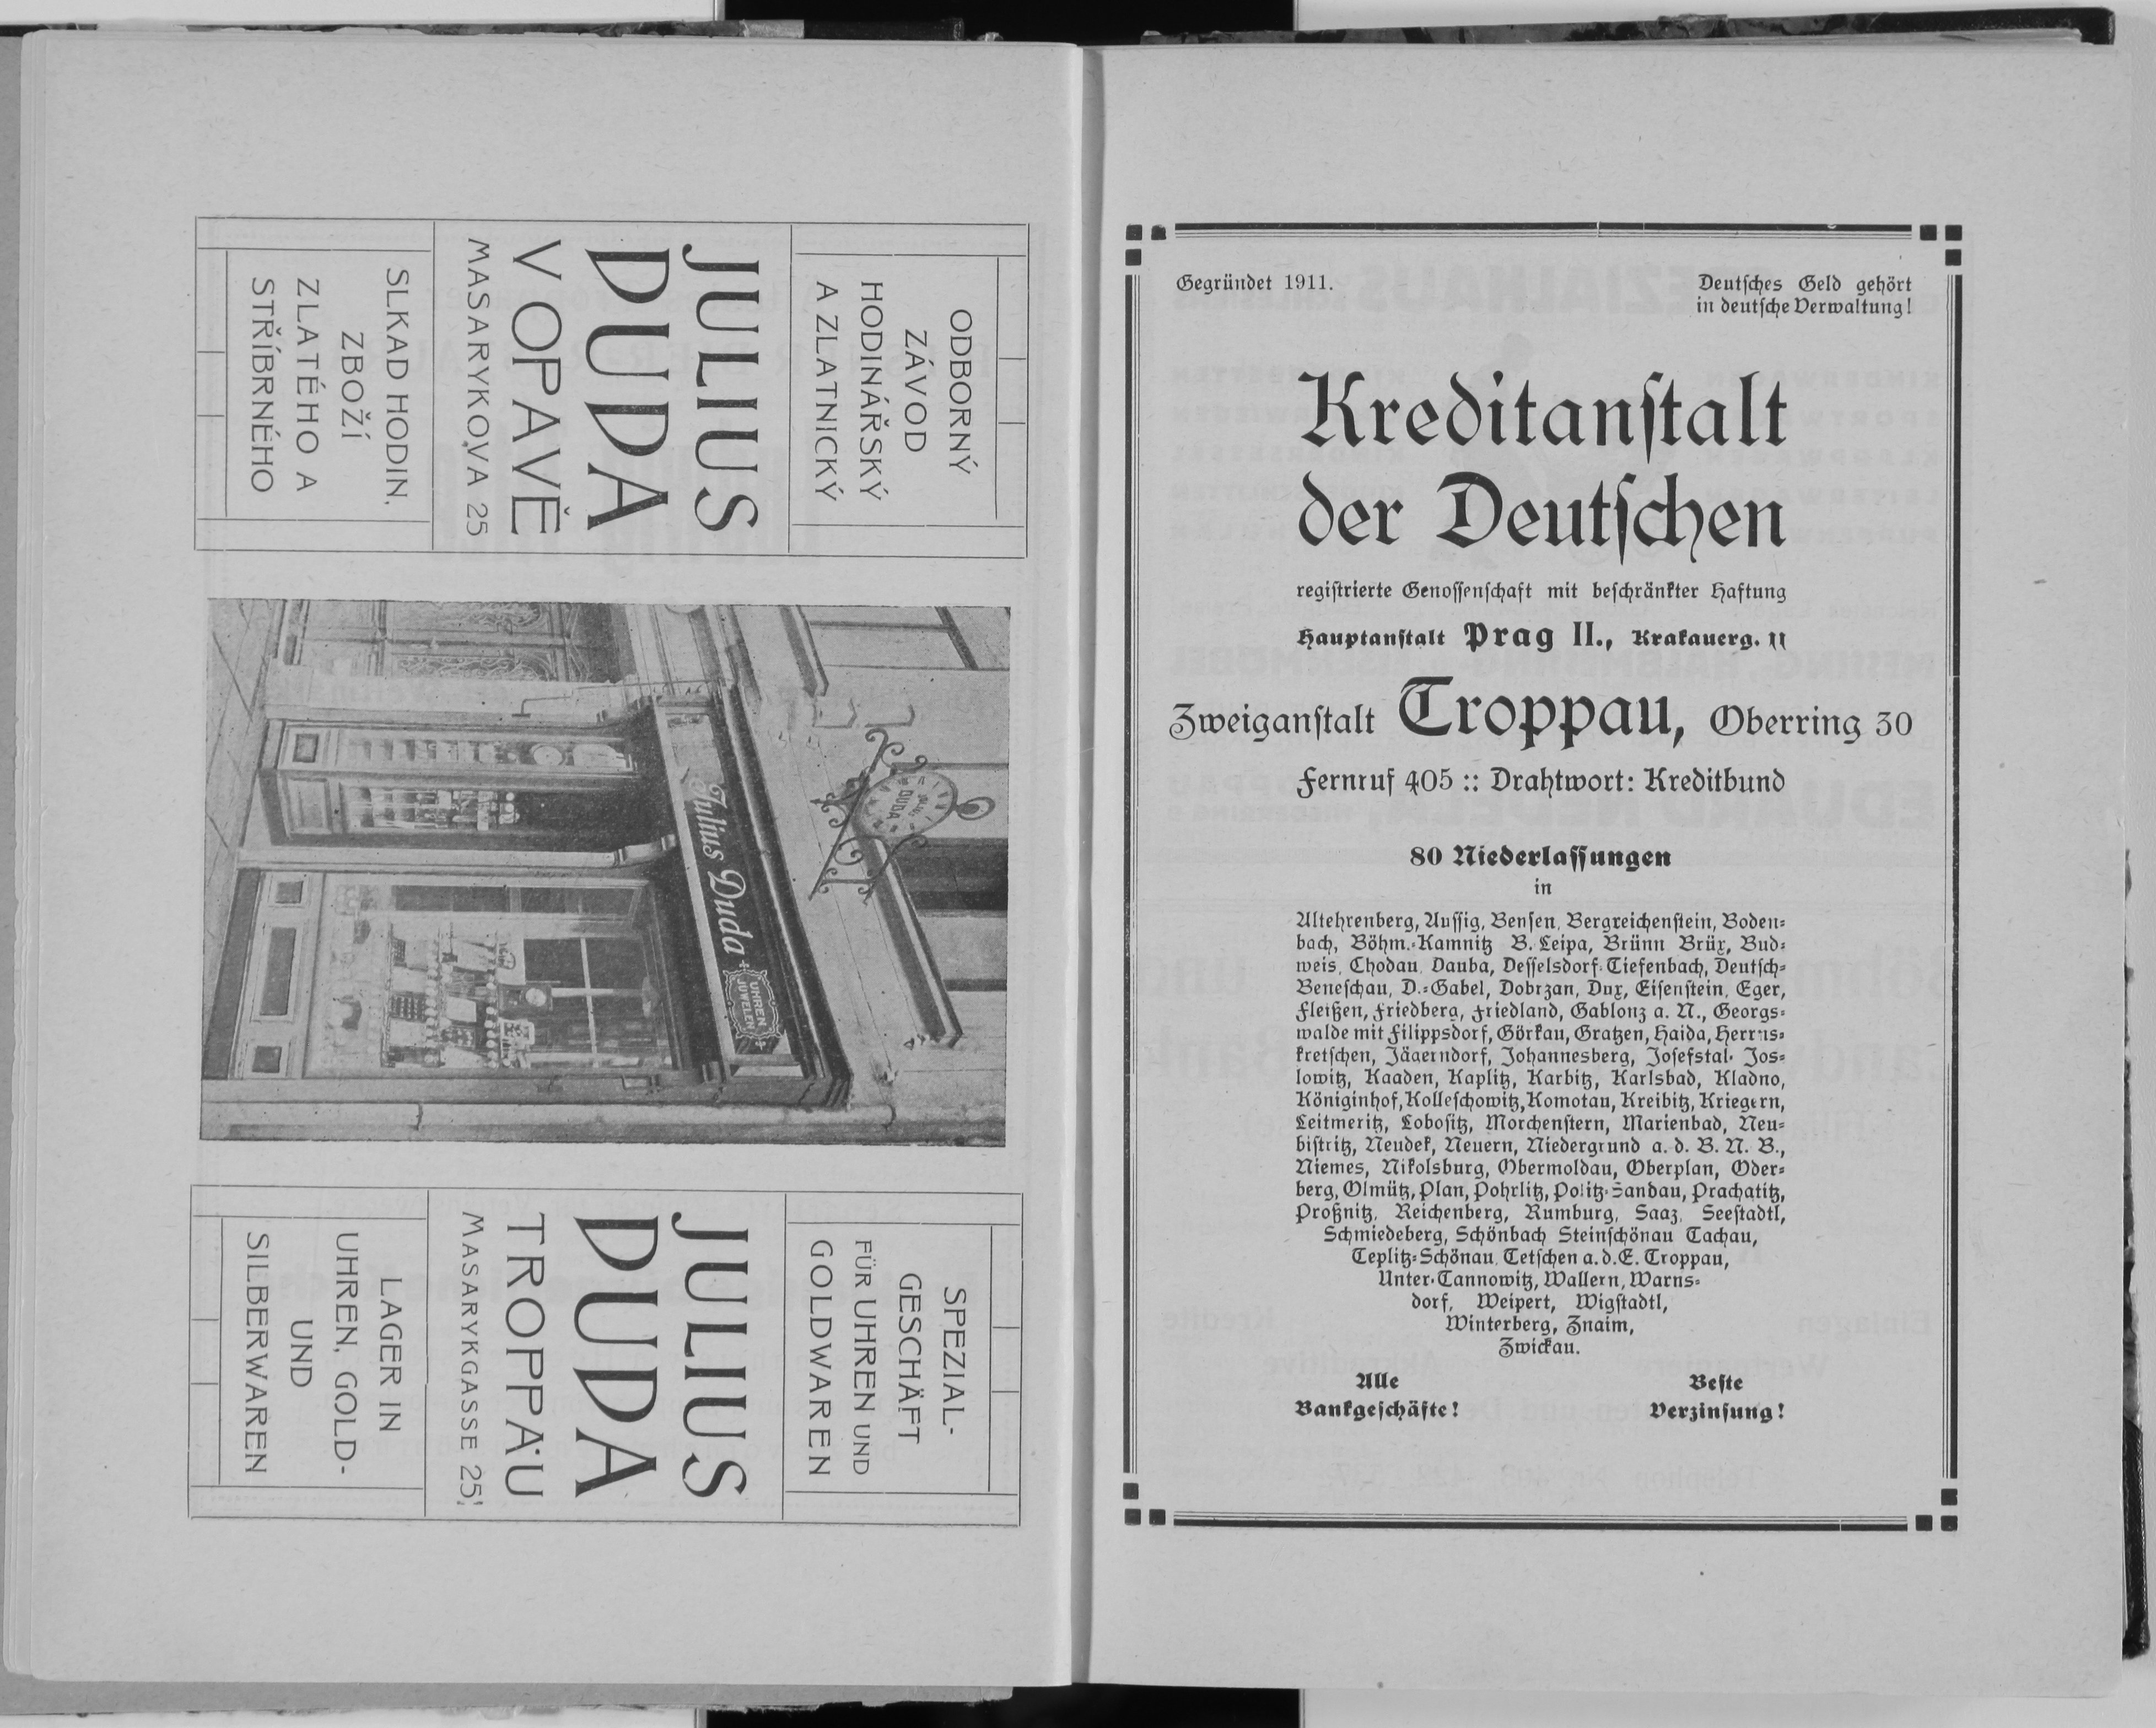 ODBORNÝ
ZÁVOD
HODINÁŘSKÝ
A ZLATNICKÝ
JULIUS
DUDA
V OPAVĚ
MASARYKOVA 25
SLKAD HODIN.
ZBOŽÍ
ZLATÉHO A
STŘÍBRNÉHO
Julius Duda
UHREN
JUWELEN
JULIUS
DUDA
SPEZIAL-
GESCHÄFT
FÜR UHREN UND
GOLDWAREN
JULIUS
DUDA
TROPPAU
MASARYKGASSE 25
LAGER IN
UHREN, GOLD-
UND
SILBERWAREN
Gegründet 1911.
Deutſches Geld gehört
in deutſche Verwaltung!
Kreditanſtalt
der Deutſchen
regiſtrierte Genoſſenſchaft mit beſchränkter Haftung
Hauptanſtalt Prag II., Krakauerg. 11
Zweiganſtalt Troppau, Oberring 30
Fernruf 405 :: Drahtwort: Kreditbund
80 Niederlaſſungen
in
Altehrenberg, Auſſig, Benſen, Bergreichenſtein, Boden-
bach, Böhm.-Kamnitz B. Leipa, Brünn Brüx, Bud-
weis, Chodau, Dauba, Deſſelsdorf-Tiefenbach, Deutſch-
Beneſchau, D.-Gabel, Dobrzan, Dux, Eiſenſtein, Eger,
Fleißen, Friedberg, Friedland, Gablonz a. N., Georgs-
walde mit Filippsdorf, Görkau, Gratzen, Haida, Herrns-
kretſchen, Jägerndorf, Johannesberg, Joſefstal, Jos-
lowitz, Kaaden, Kaplitz, Karbitz, Karlsbad, Kladno,
Königinhof, Kolleſchowitz, Komotau, Kreibitz, Kriegern,
Leitmeritz, Loboſitz, Morchenſtern, Marienbad, Neu-
biſtritz, Neudek, Neuern, Niedergrund a. d. B. N. B.,
Niemes, Nikolsburg, Obermoldau, Oberplan, Oder-
berg, Olmütz, Plan, Pohrlitz, Politz-Sandau, Prachatitz,
Proßnitz, Reichenberg, Rumburg, Saaz, Seeſtadtl,
Schmiedeberg, Schönbach Steinſchönau Tachau,
Teplitz-Schönau, Tetſchen a. d. E. Troppau,
Unter-Tannowitz, Wallern, Warns-
dorf, Weipert, Wigſtadtl,
Winterberg, Znaim,
Zwickau.
Alle
Bankgeſchäfte!
Beſte
Verzinſung!